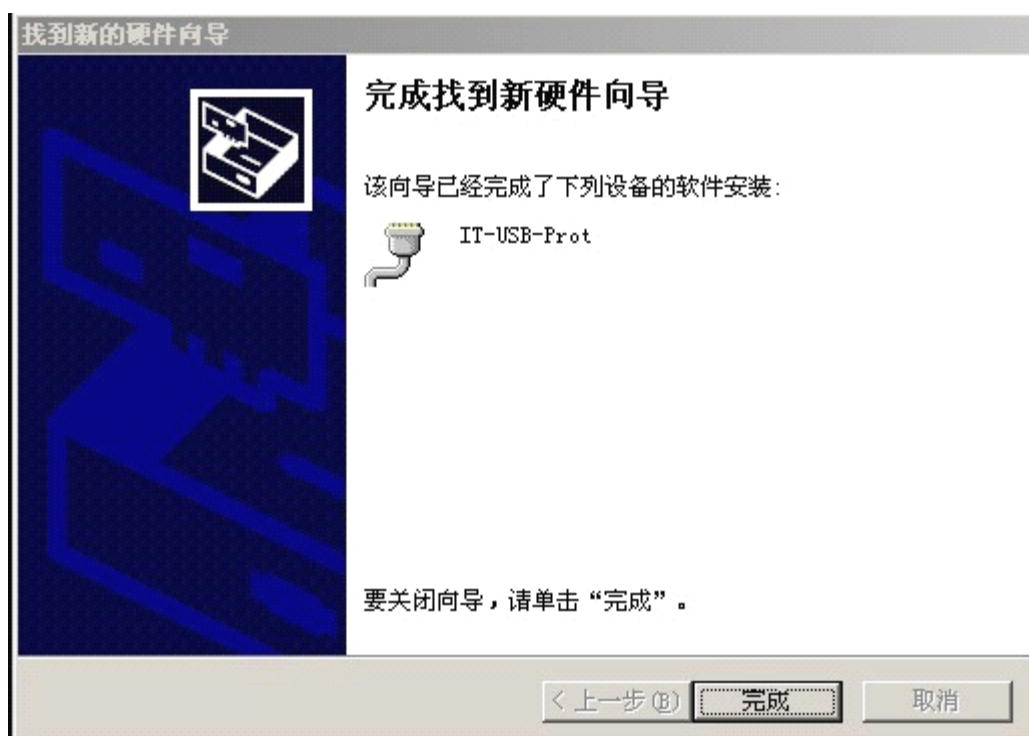 找到新的硬件向导
完成找到新硬件向导
该向导已经完成了下列设备的软件安装:
IT-USB-Prot
要关闭向导，请单击“完成”。
< 上一步(B) 完成 取消